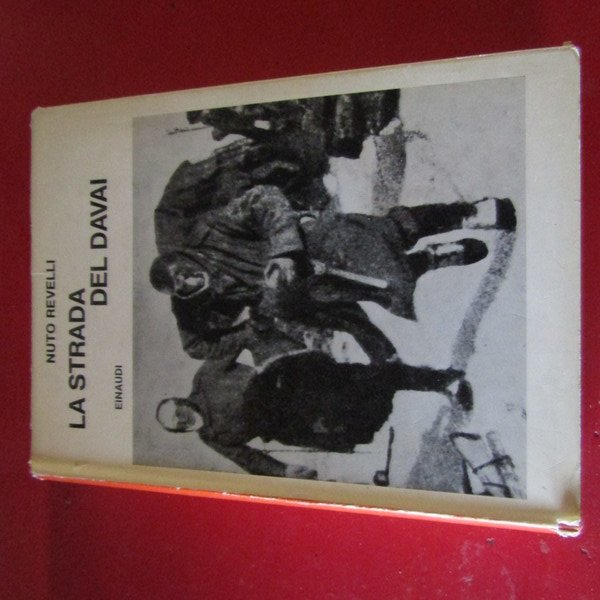 NUTO REVELLI
LA STRADA
DEL DAVAI
EINAUDI